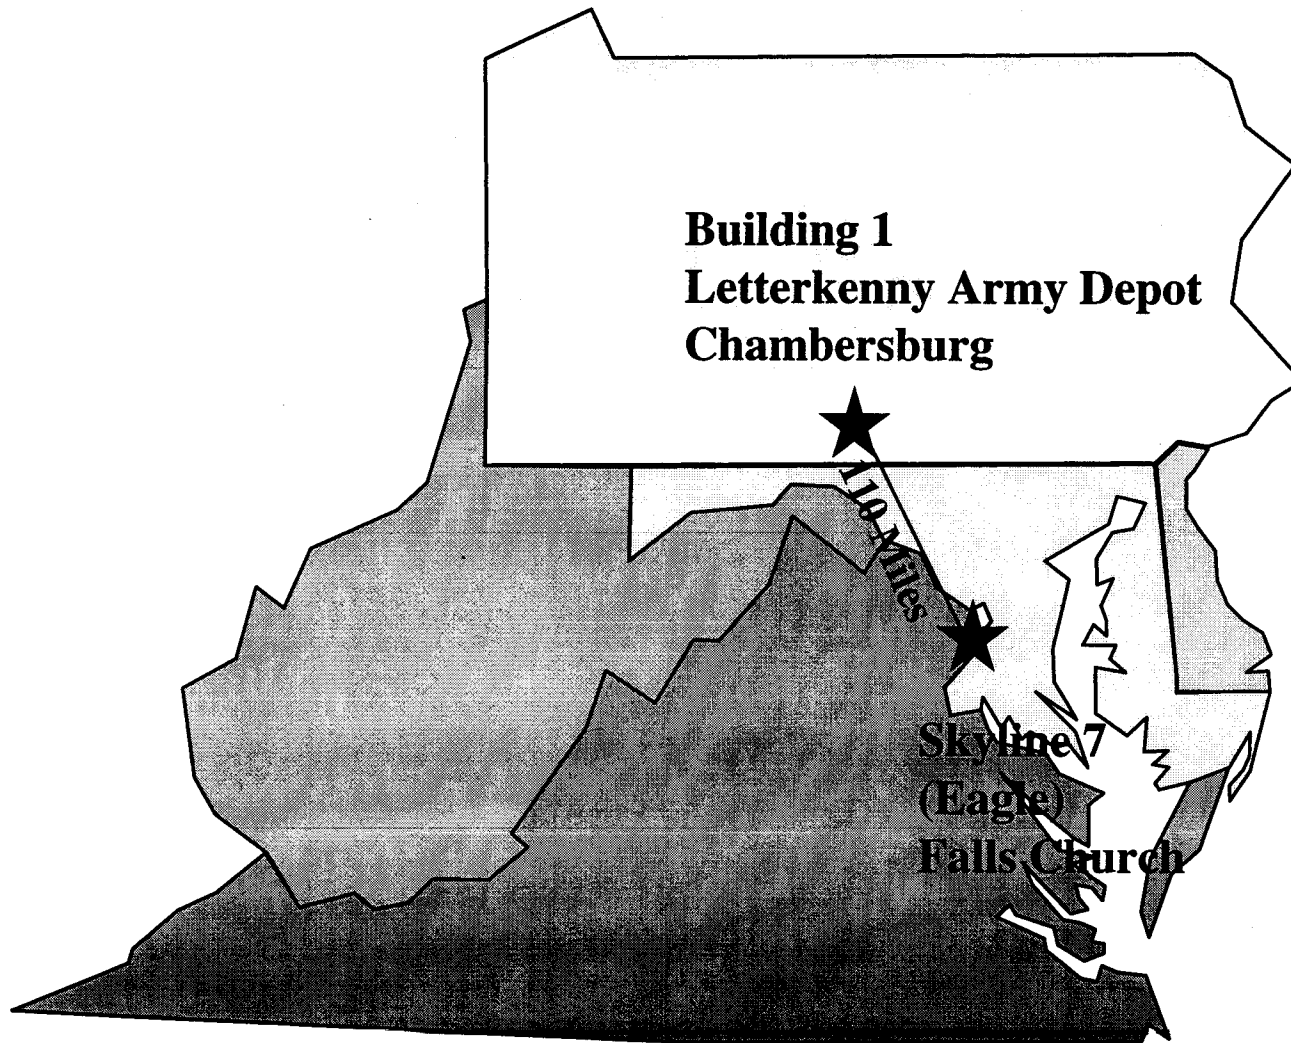 Building 1
Letterkenny Army Depot
Chambersburg
110 Miles
Skyline 7
(Eagle)
Falls Church